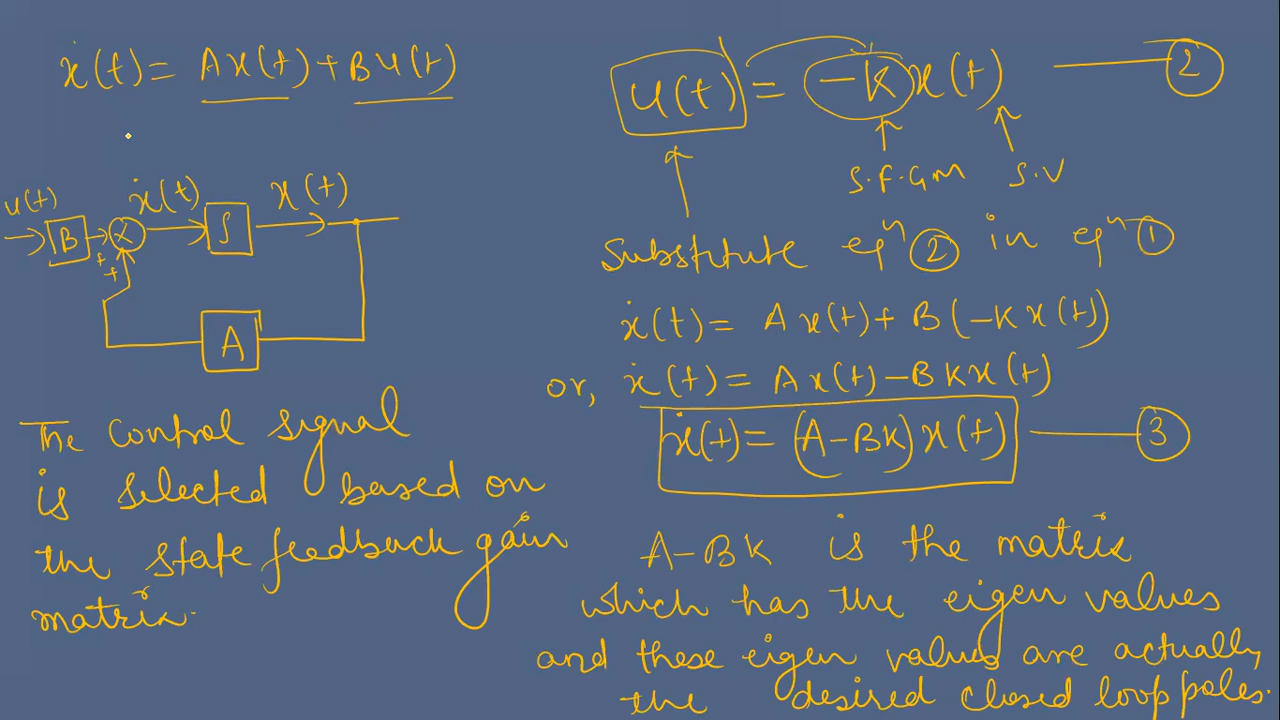 ẋ(t) = Ax(t) + Bu(t)
u(t)
B
+
+
×
ẋ(t)
∫
x(t)
A
The control signal
is selected based on
the state feedback gain
matrix.
u(t) = -Kx(t) — 2
S.F.G.M S.V
Substitute eqⁿ 2 in eqⁿ 1
ẋ(t) = Ax(t) + B(-Kx(t))
or, ẋ(t) = Ax(t) - BKx(t)
ẋ(t) = (A-BK)x(t) — 3
A-BK is the matrix
which has the eigen values
and these eigen values are actually
the desired closed loop poles.